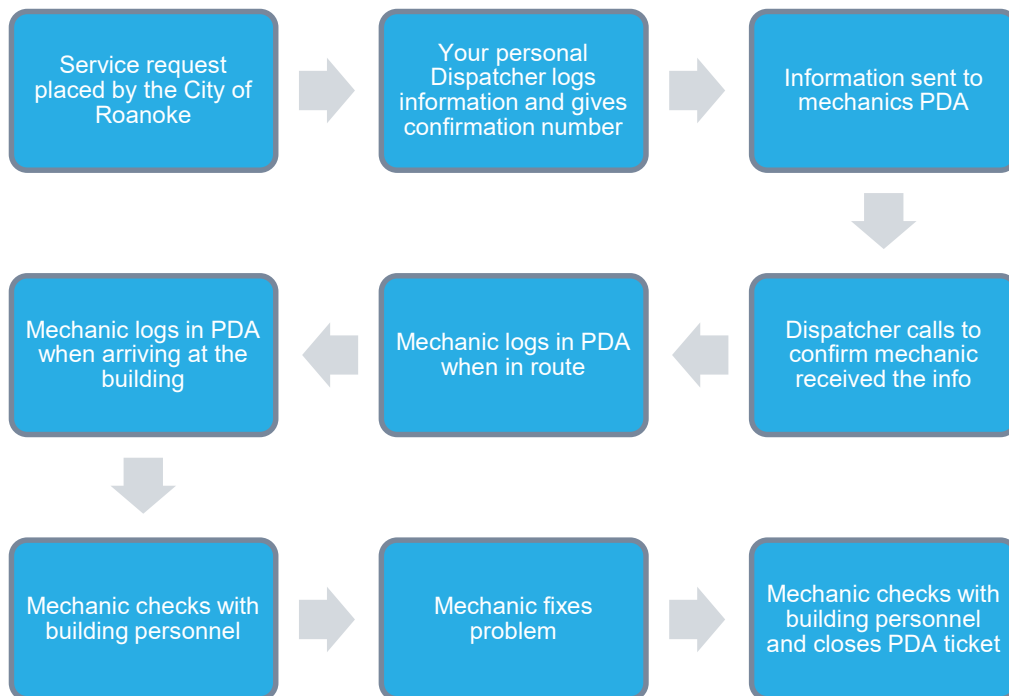 Service request
placed by the City of
Roanoke
Your personal
Dispatcher logs
information and gives
confirmation number
Information sent to
mechanics PDA
Dispatcher calls to
confirm mechanic
received the info
Mechanic logs in PDA
when in route
Mechanic logs in PDA
when arriving at the
building
Mechanic checks with
building personnel
Mechanic fixes
problem
Mechanic checks with
building personnel
and closes PDA ticket